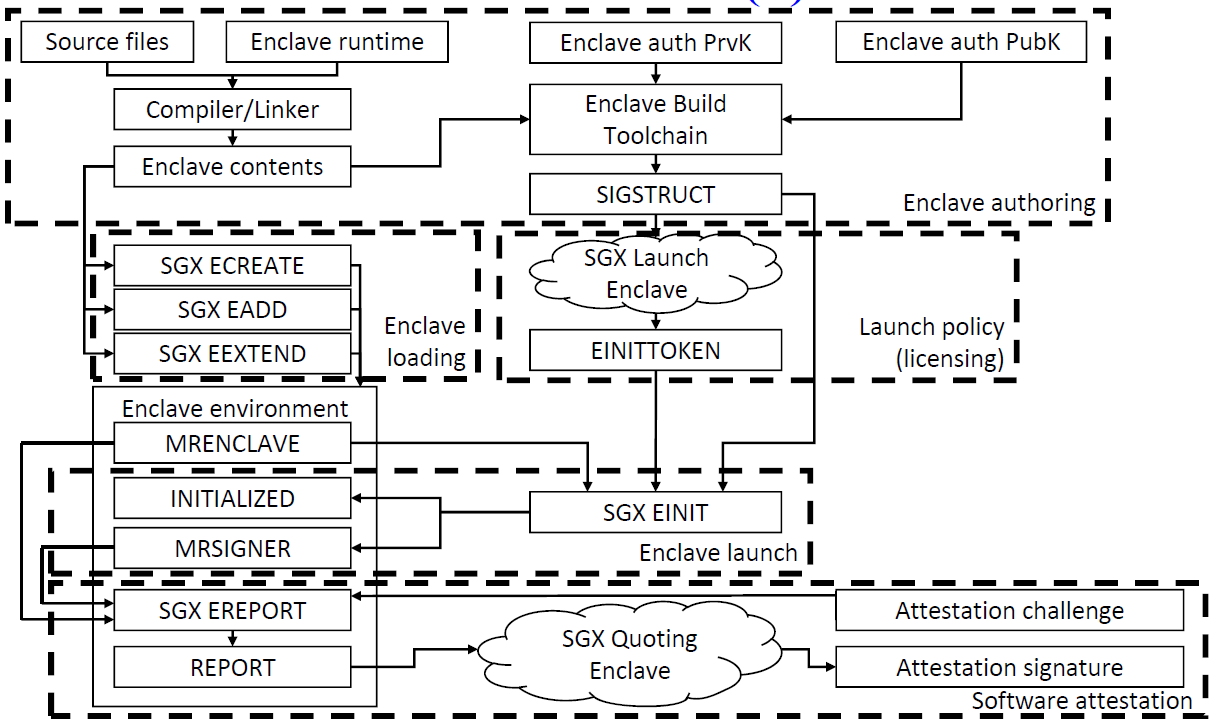 Source files
Enclave runtime
Enclave auth PrvK
Enclave auth PubK
Compiler/Linker
Enclave Build
Toolchain
Enclave contents
SIGSTRUCT
Enclave authoring
SGX ECREATE
SGX EADD
SGX EEXTEND
Enclave
loading
SGX Launch
Enclave
EINITTOKEN
Launch policy
(licensing)
Enclave environment
MRENCLAVE
INITIALIZED
MRSIGNER
SGX EINIT
Enclave launch
SGX EREPORT
REPORT
SGX Quoting
Enclave
Attestation challenge
Attestation signature
Software attestation